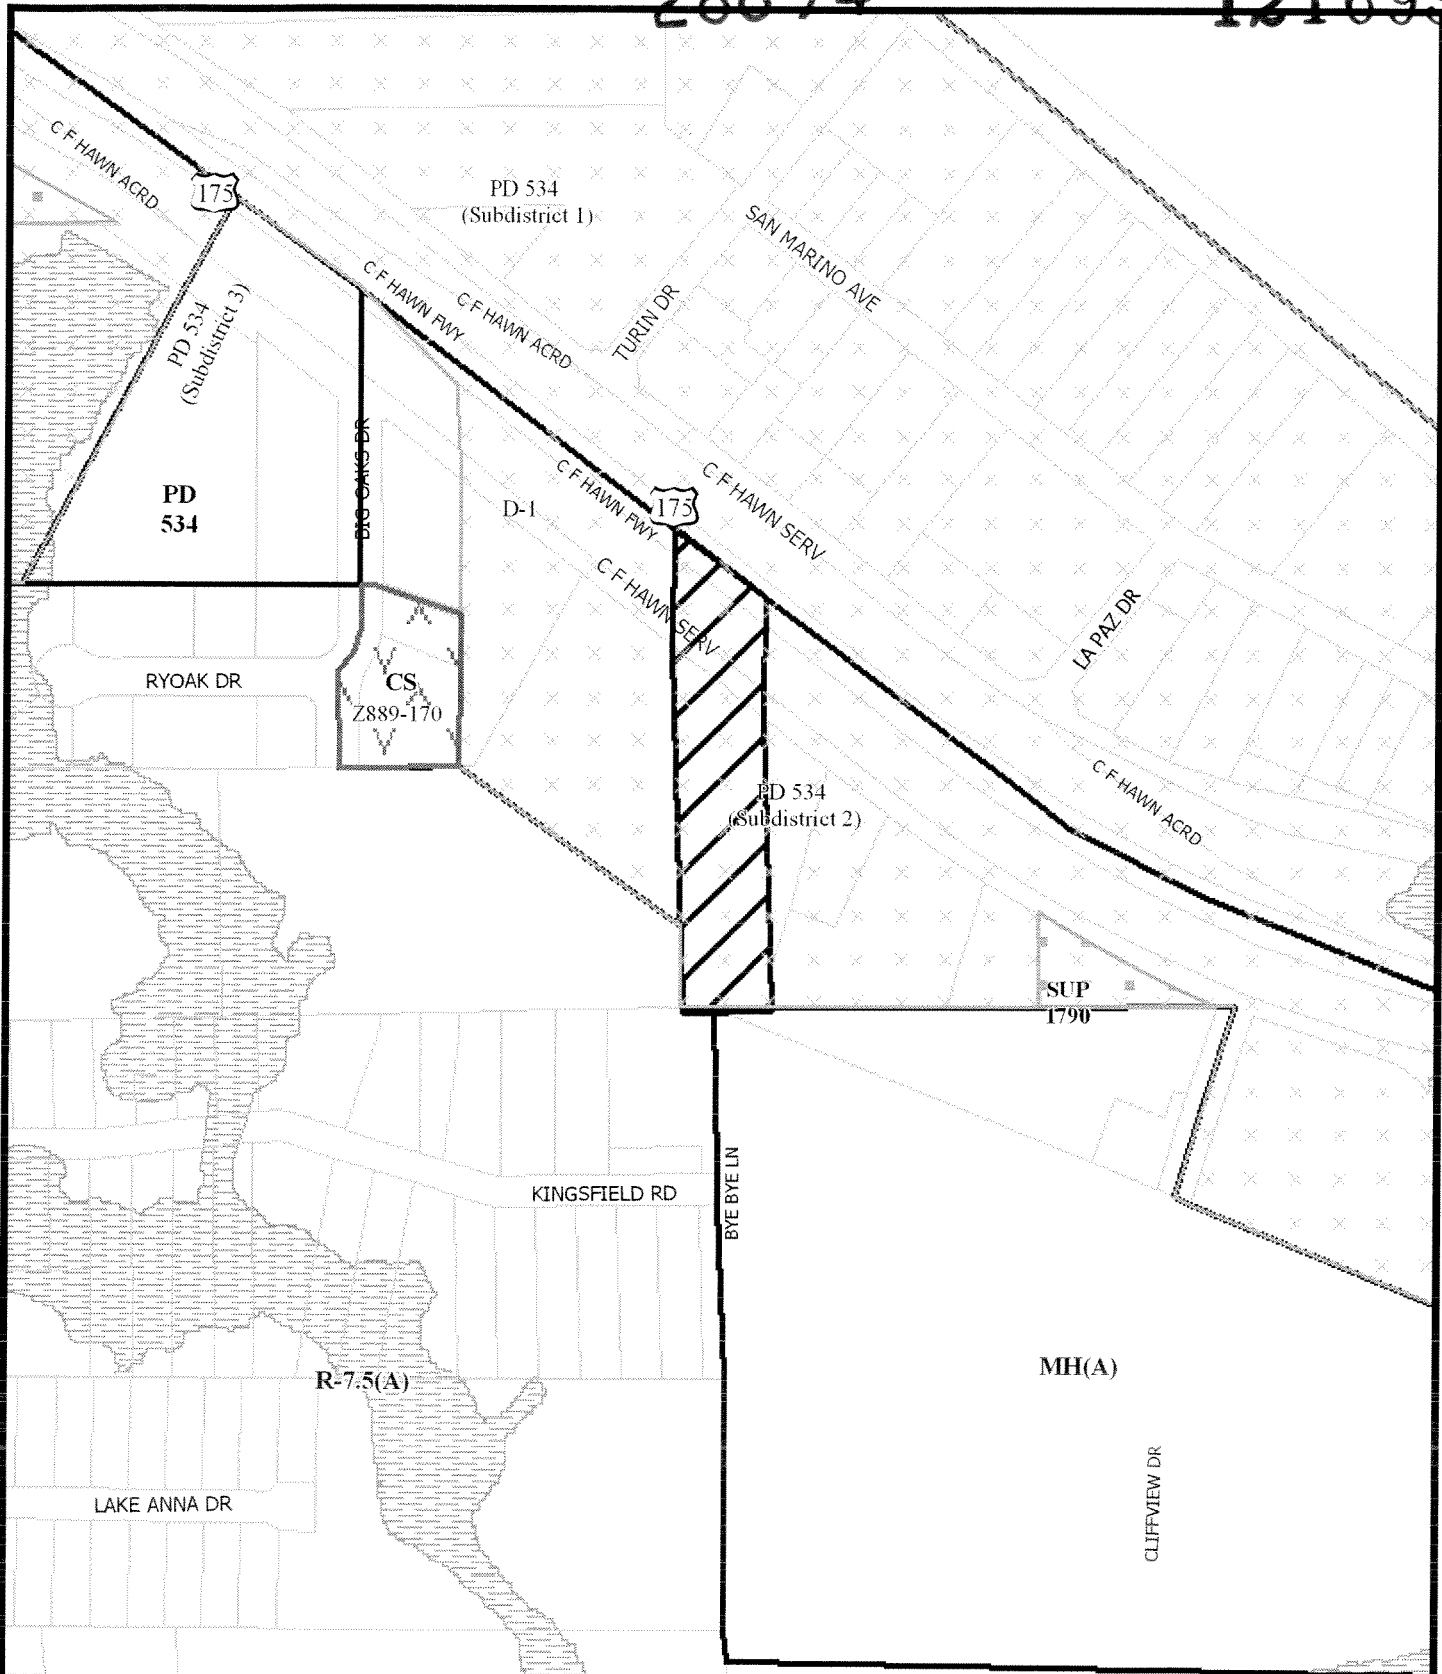 C F HAWN ACRD
175
PD 534
(Subdistrict 1)
SAN MARINO AVE
PD 534
(Subdistrict 3)
C F HAWN FWY
C F HAWN ACRD
TURIN DR
BIG OAKS DR
PD
534
C F HAWN FWY
175
C F HAWN SERV
D-1
C F HAWN SERV
LA PAZ DR
RYOAK DR
CS
Z889-170
PD 534
(Subdistrict 2)
C F HAWN ACRD
SUP
1790
KINGSFIELD RD
BYE BYE LN
R-7.5(A)
MH(A)
LAKE ANNA DR
CLIFFVIEW DR